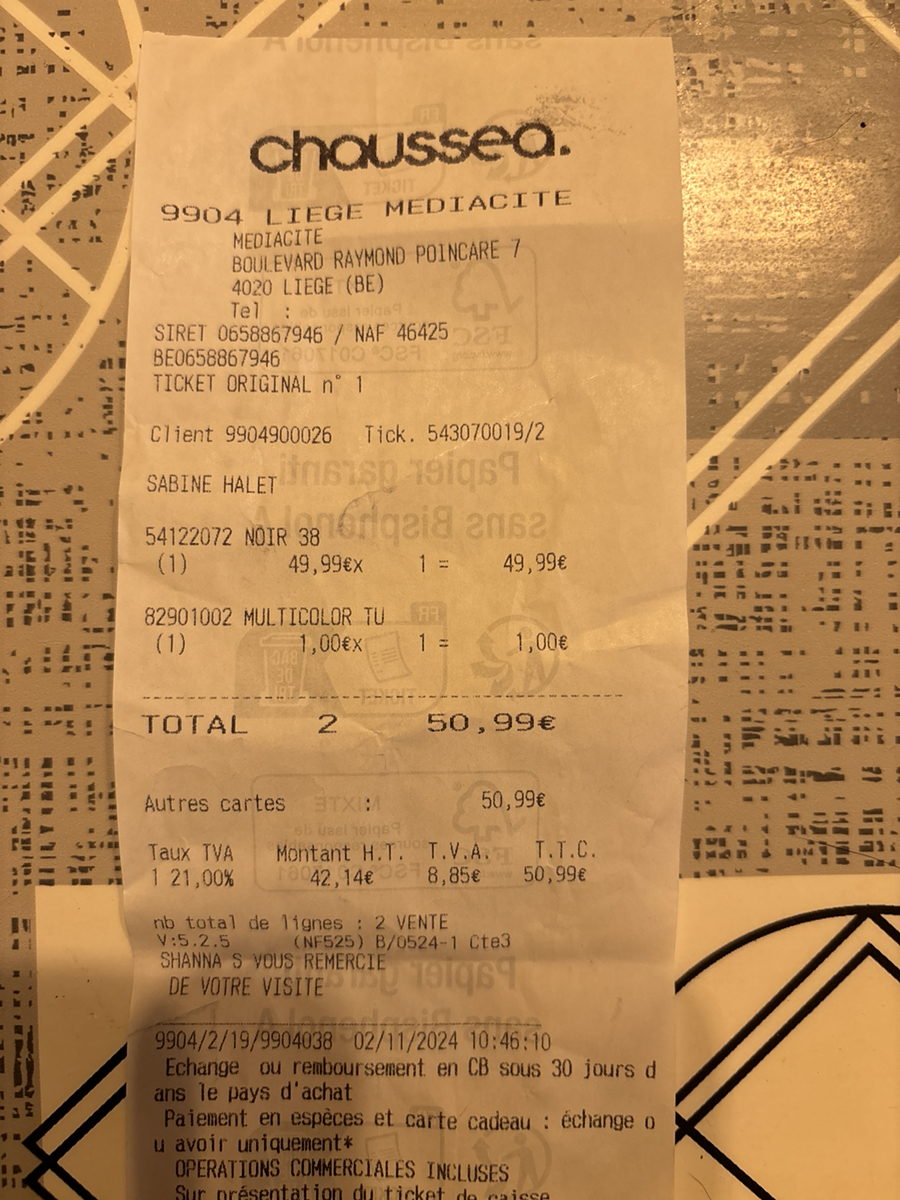 chaussea.
9904 LIEGE MEDIACITE
MEDIACITE
BOULEVARD RAYMOND POINCARE 7
4020 LIEGE (BE)
Tel :
SIRET 0658867946 / NAF 46425
BE0658867946
TICKET ORIGINAL n° 1
Client 9904900026 Tick. 543070019/2
SABINE HALET
54122072 NOIR 38
(1) 49,99€x 1 = 49,99€
82901002 MULTICOLOR TU
(1) 1,00€x 1 = 1,00€
TOTAL 2 50,99€
Autres cartes : 50,99€
Taux TVA Montant H.T. T.V.A. T.T.C.
1 21,00% 42,14€ 8,85€ 50,99€
nb total de lignes : 2 VENTE
V:5.2.5 (NF525) B/0524-1 Cte3
SHANNA S VOUS REMERCIE
DE VOTRE VISITE
9904/2/19/9904038 02/11/2024 10:46:10
Echange ou remboursement en CB sous 30 jours d
ans le pays d'achat
Paiement en espèces et carte cadeau : échange o
u avoir uniquement*
OPERATIONS COMMERCIALES INCLUSES
Sur présentation du ticket de caisse